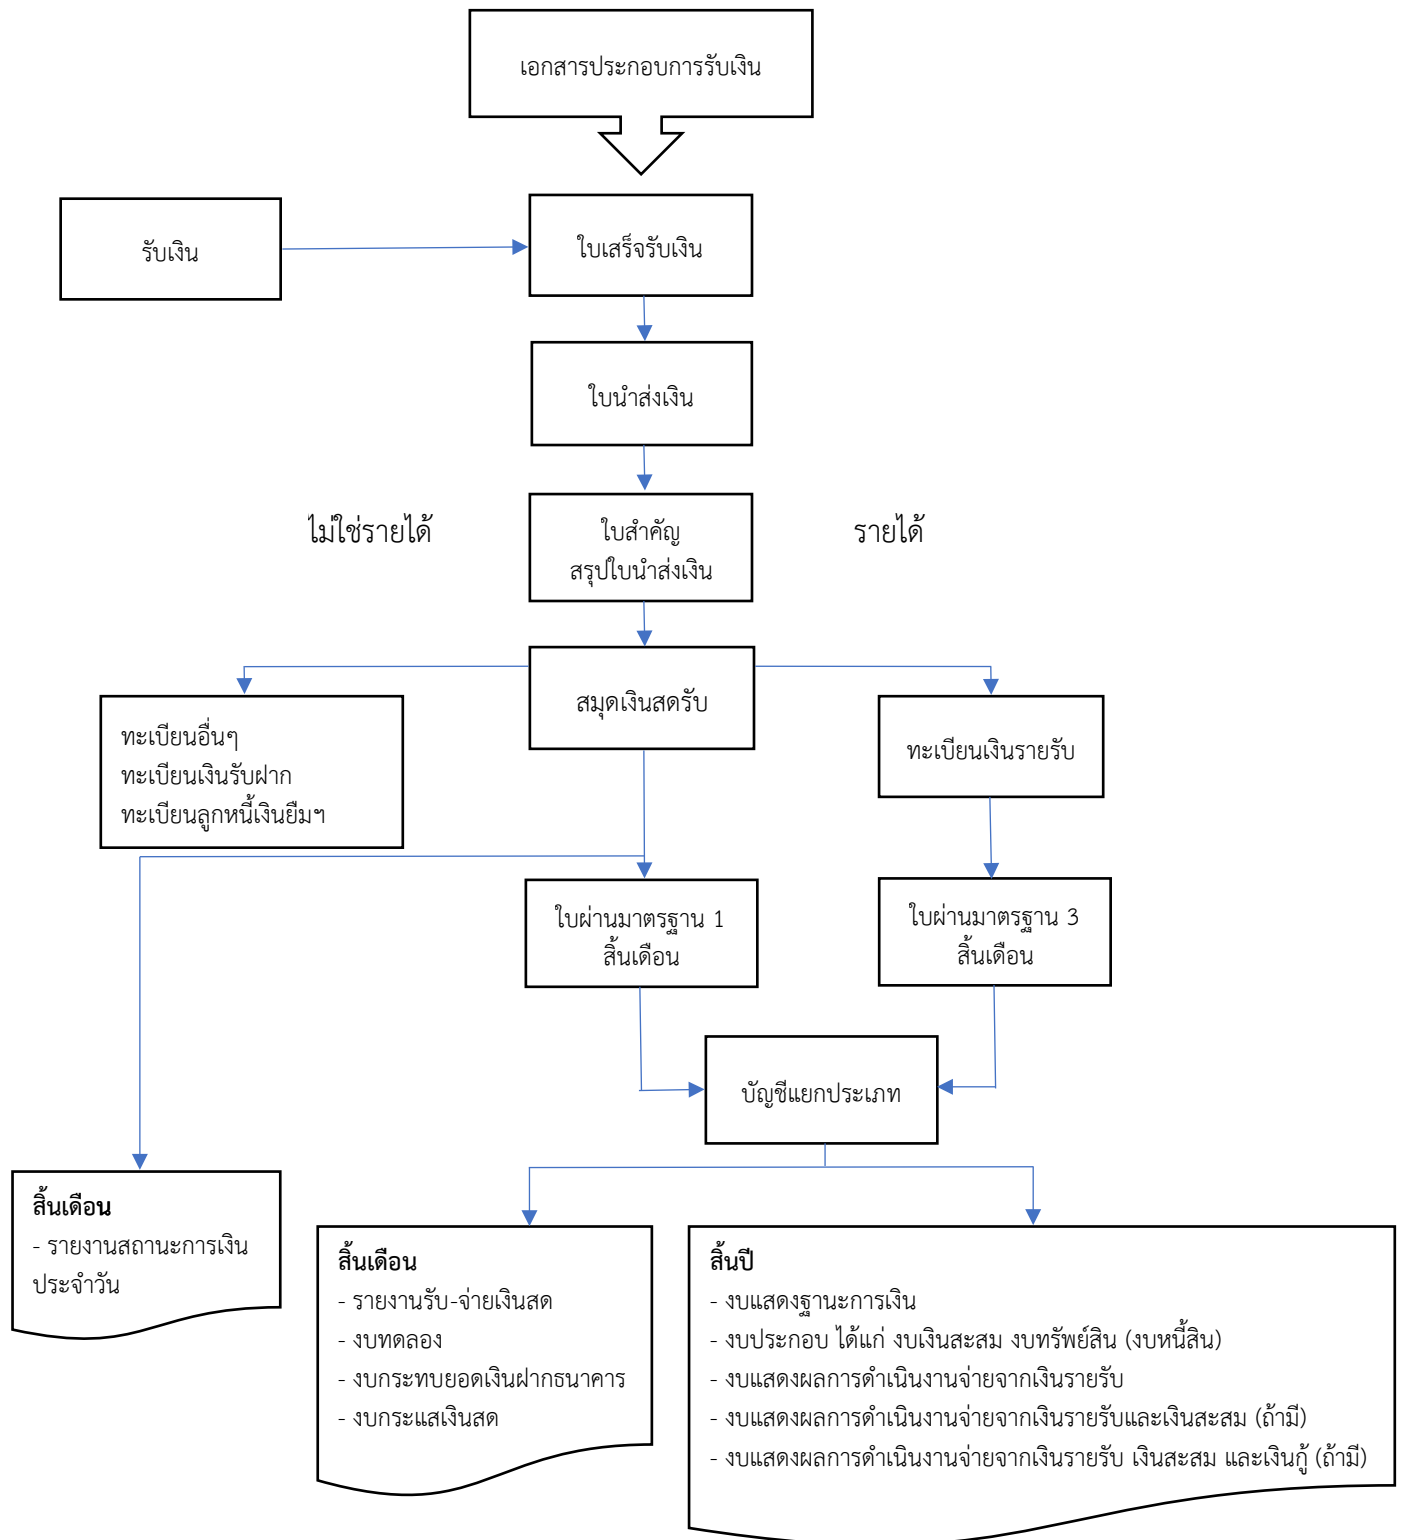 เอกสารประกอบการรับเงิน
รับเงิน
ใบเสร็จรับเงิน
ใบนำส่งเงิน
ไม่ใช่รายได้
ใบสำคัญ
สรุปใบนำส่งเงิน
รายได้
สมุดเงินสดรับ
ทะเบียนอื่นๆ
ทะเบียนเงินรับฝาก
ทะเบียนลูกหนี้เงินยืมฯ
ทะเบียนเงินรายรับ
ใบผ่านมาตรฐาน 1
สิ้นเดือน
ใบผ่านมาตรฐาน 3
สิ้นเดือน
บัญชีแยกประเภท
สิ้นเดือน
- รายงานสถานะการเงิน
ประจำวัน
สิ้นเดือน
- รายงานรับ-จ่ายเงินสด
- งบทดลอง
- งบกระทบยอดเงินฝากธนาคาร
- งบกระแสเงินสด
สิ้นปี
- งบแสดงฐานะการเงิน
- งบประกอบ ได้แก่ งบเงินสะสม งบทรัพย์สิน (งบหนี้สิน)
- งบแสดงผลการดำเนินงานจ่ายจากเงินรายรับ
- งบแสดงผลการดำเนินงานจ่ายจากเงินรายรับและเงินสะสม (ถ้ามี)
- งบแสดงผลการดำเนินงานจ่ายจากเงินรายรับ เงินสะสม และเงินกู้ (ถ้ามี)